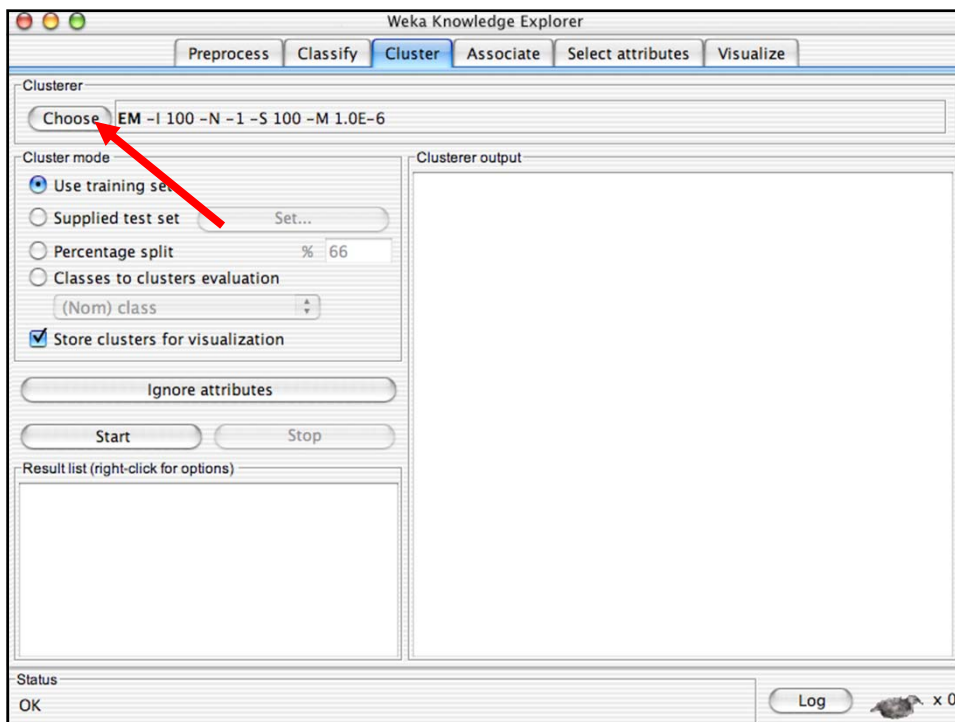 Weka Knowledge Explorer
Preprocess Classify Cluster Associate Select attributes Visualize
Clusterer
Choose EM -I 100 -N -1 -S 100 -M 1.0E-6
Cluster mode
Use training set
Supplied test set Set...
Percentage split % 66
Classes to clusters evaluation
(Nom) class
Store clusters for visualization
Ignore attributes
Start Stop
Result list (right-click for options)
Clusterer output
Status
OK
Log x 0